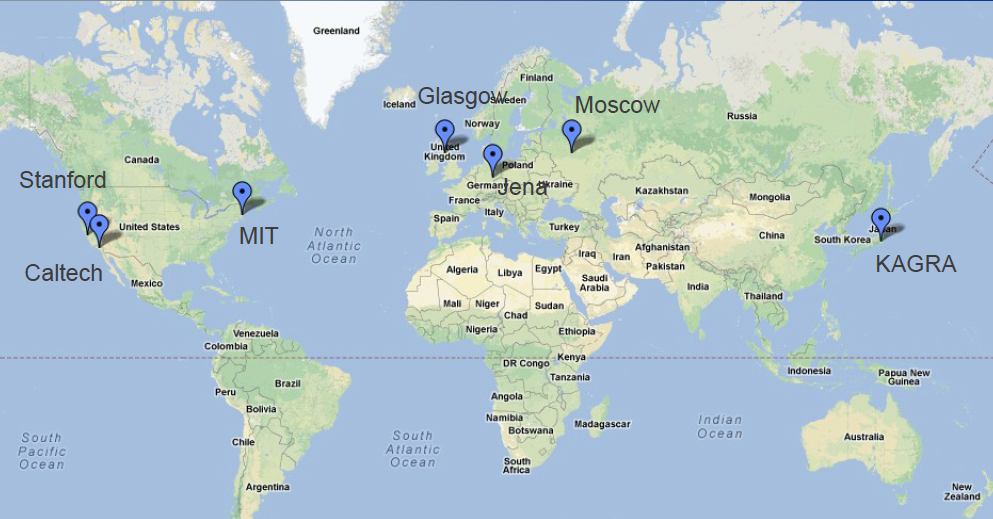 Greenland
Finland
Iceland
Glasgow
Sweden
Moscow
Norway
Russia
United
Kingdom
Canada
Poland
Stanford
Germany
Jena
Ukraine
Kazakhstan
Mongolia
France
United States
Spain
Italy
Turkey
Japan
MIT
North
Atlantic
Ocean
China
South Korea
Afghanistan
Iraq
Iran
KAGRA
Caltech
Algeria
Libya
Egypt
Pakistan
Saudi
Arabia
Mexico
India
Thailand
Mali
Niger
Sudan
Chad
Venezuela
Nigeria
Ethiopia
Colombia
Kenya
DR Congo
Indonesia
Papua New
Guinea
Tanzania
Brazil
Peru
Angola
Bolivia
Namibia
Botswana
Madagascar
Indian
Ocean
South
Pacific
Ocean
Chile
South
Atlantic
Ocean
Australia
South
Africa
Argentina
New
Zealand